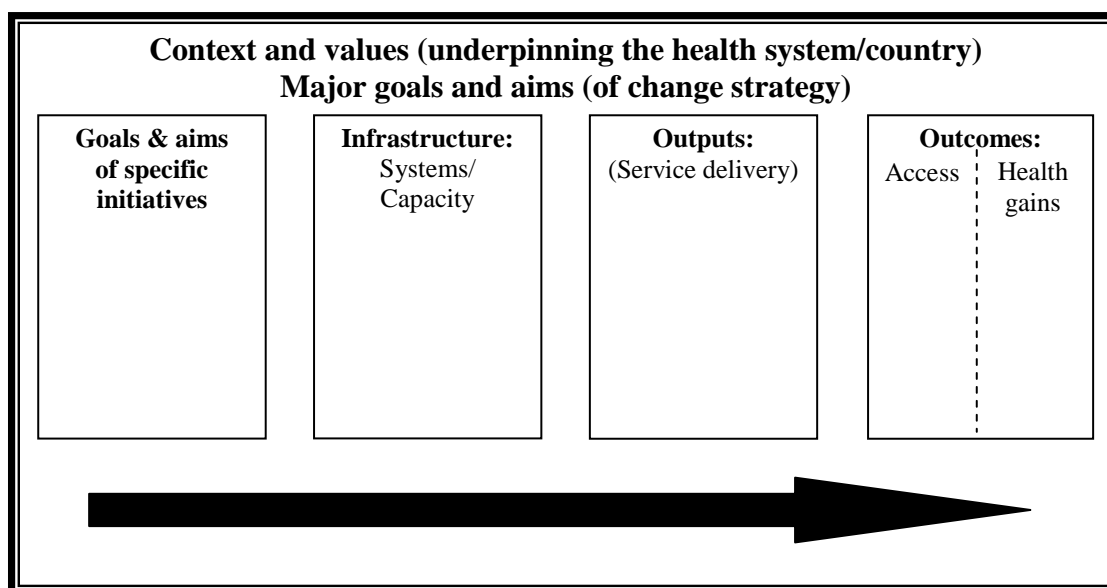 Context and values (underpinning the health system/country)
Major goals and aims (of change strategy)
Goals & aims
of specific
initiatives
Infrastructure:
Systems/
Capacity
Outputs:
(Service delivery)
Outcomes:
Access
Health
gains